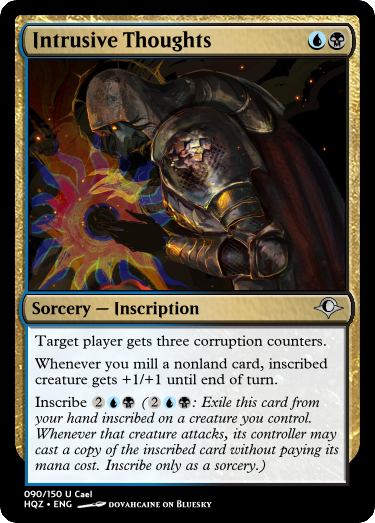 Intrusive Thoughts
Sorcery — Inscription
Target player gets three corruption counters.
Whenever you mill a nonland card, inscribed
creature gets +1/+1 until end of turn.
Inscribe 2 (2: Exile this card from
your hand inscribed on a creature you control.
Whenever that creature attacks, its controller may
cast a copy of the inscribed card without paying its
mana cost. Inscribe only as a sorcery.)
090/150 U Cael
HQZ • ENG DOVAHCAINE ON BLUESKY